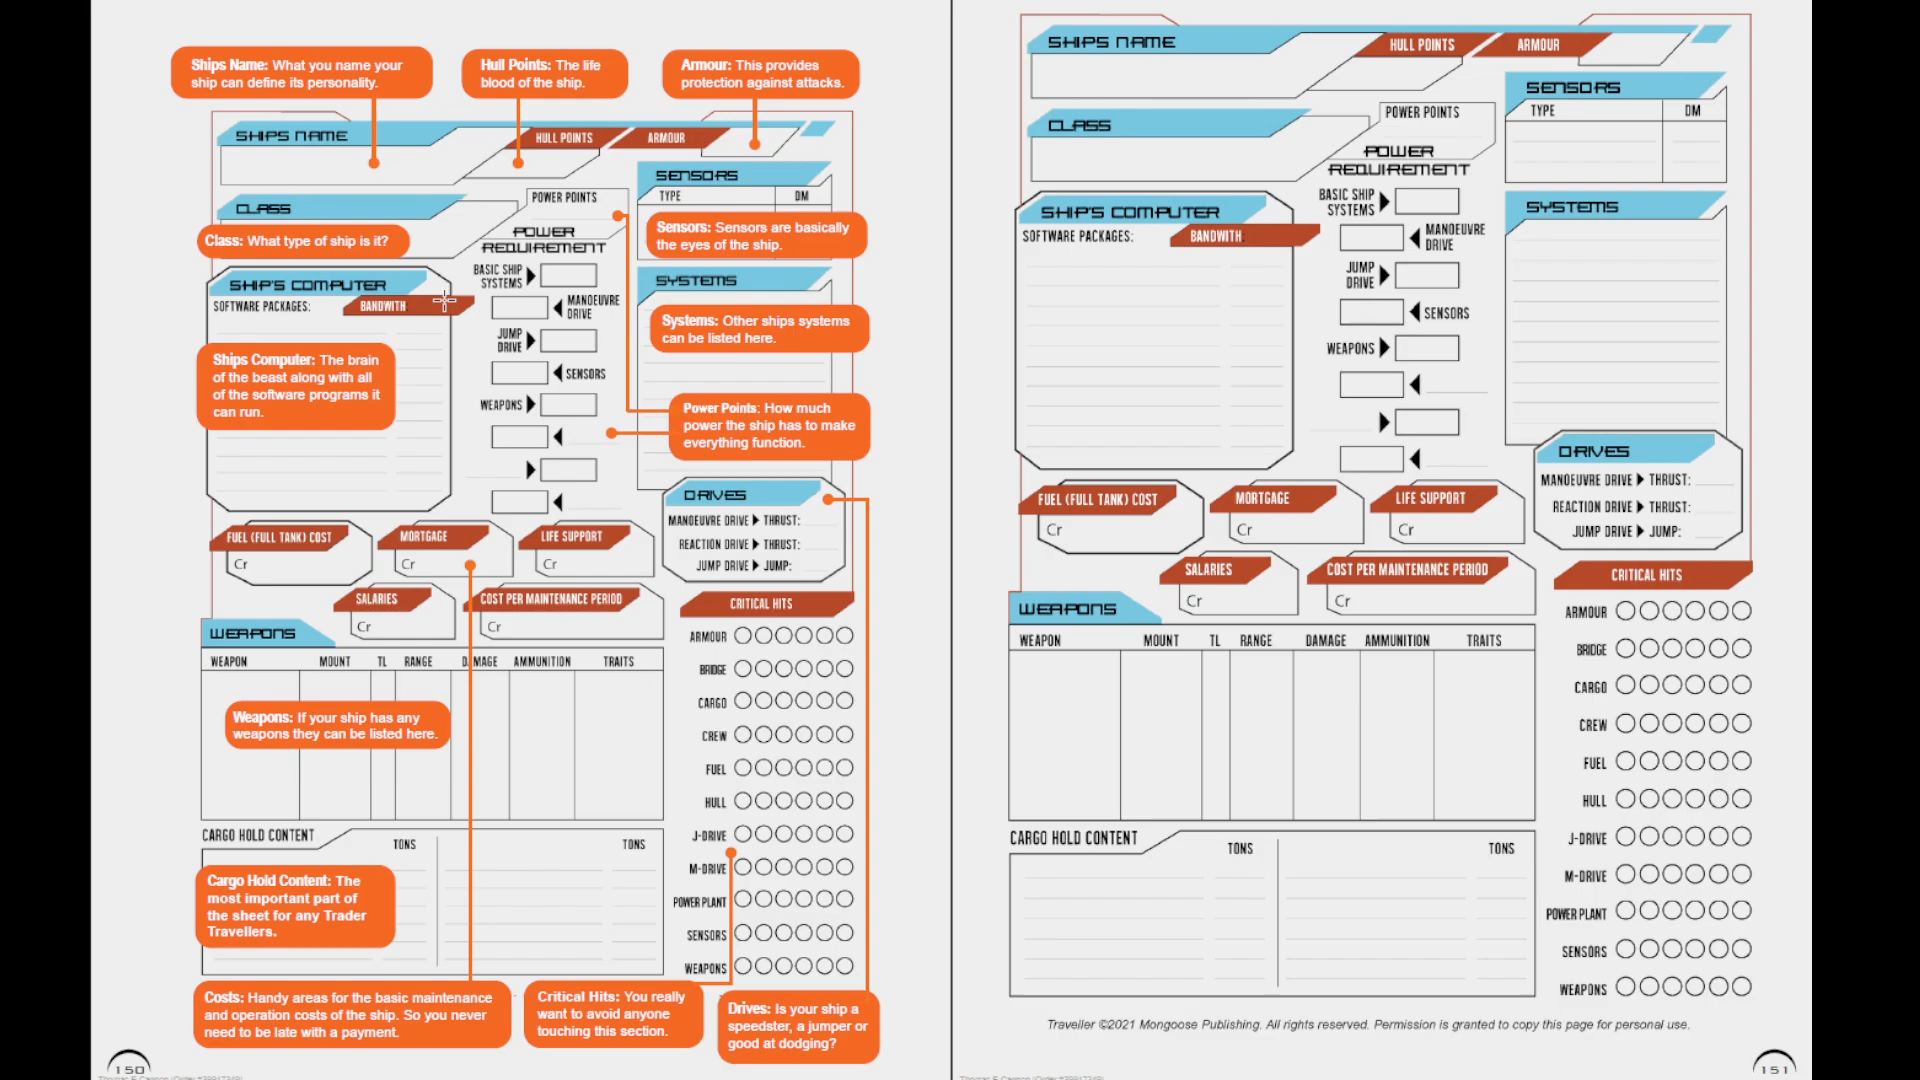 Ships Name: What you name your
ship can define its personality.
Hull Points: The life
blood of the ship.
Armour: This provides
protection against attacks.
SHIPS NAME
HULL POINTS
ARMOUR
SENSORS
TYPE
DM
CLASS
POWER POINTS
Class: What type of ship is it?
Sensors: Sensors are basically
the eyes of the ship.
POWER
REQUIREMENT
BASIC SHIP
SYSTEMS
SHIP'S COMPUTER
SOFTWARE PACKAGES:
BANDWITH:
SYSTEMS
MANOEUVRE
DRIVE
Systems: Other ships systems
can be listed here.
JUMP
DRIVE
Ships Computer: The brain
of the beast along with all
of the software programs it
can run.
SENSORS
WEAPONS
Power Points: How much
power the ship has to make
everything function.
DRIVES
MANOEUVRE DRIVE THRUST:
REACTION DRIVE THRUST:
JUMP DRIVE JUMP:
FUEL (FULL TANK) COST
Cr
MORTGAGE
Cr
LIFE SUPPORT
Cr
SALARIES
Cr
COST PER MAINTENANCE PERIOD
Cr
CRITICAL HITS
WEAPONS
WEAPON MOUNT TL RANGE DAMAGE AMMUNITION TRAITS
Weapons: If your ship has any
weapons they can be listed here.
ARMOUR
BRIDGE
CARGO
CREW
FUEL
HULL
J-DRIVE
M-DRIVE
POWER PLANT
SENSORS
WEAPONS
CARGO HOLD CONTENT
TONS
TONS
Cargo Hold Content: The
most important part of
the sheet for any Trader
Travellers.
Costs: Handy areas for the basic maintenance
and operation costs of the ship. So you never
need to be late with a payment.
Critical Hits: You really
want to avoid anyone
touching this section.
Drives: Is your ship a
speedster, a jumper or
good at dodging?
150
SHIPS NAME
HULL POINTS
ARMOUR
SENSORS
TYPE
DM
CLASS
POWER POINTS
POWER
REQUIREMENT
BASIC SHIP
SYSTEMS
SHIP'S COMPUTER
SOFTWARE PACKAGES:
BANDWITH:
SYSTEMS
MANOEUVRE
DRIVE
JUMP
DRIVE
SENSORS
WEAPONS
DRIVES
MANOEUVRE DRIVE THRUST:
REACTION DRIVE THRUST:
JUMP DRIVE JUMP:
FUEL (FULL TANK) COST
Cr
MORTGAGE
Cr
LIFE SUPPORT
Cr
SALARIES
Cr
COST PER MAINTENANCE PERIOD
Cr
CRITICAL HITS
WEAPONS
WEAPON MOUNT TL RANGE DAMAGE AMMUNITION TRAITS
ARMOUR
BRIDGE
CARGO
CREW
FUEL
HULL
J-DRIVE
M-DRIVE
POWER PLANT
SENSORS
WEAPONS
CARGO HOLD CONTENT
TONS
TONS
Traveller ©2021 Mongoose Publishing. All rights reserved. Permission is granted to copy this page for personal use.
151